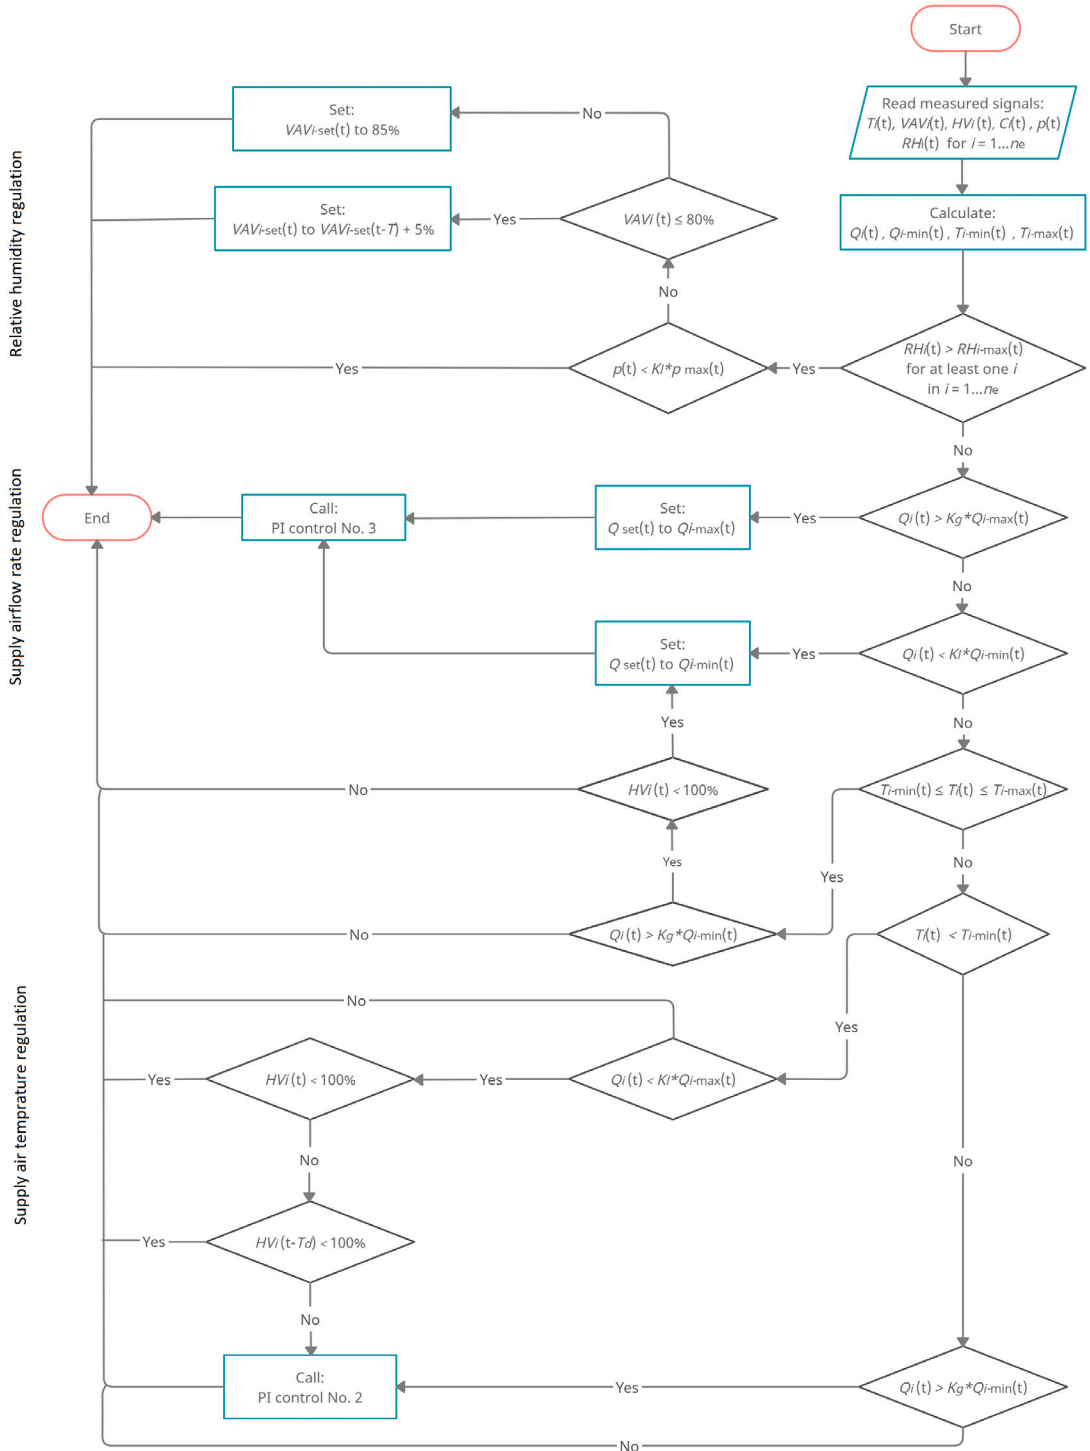 Start
Read measured signals:
Ti(t), VAVi(t), HVi (t), Ci(t) , p(t)
RHi(t) for i = 1...ne
Calculate:
Qi(t) , Qi-min(t) , Ti-min(t) , Ti-max(t)
Relative humidity regulation
Set:
VAVi-set(t) to 85%
No
Set:
VAVi-set(t) to VAVi-set(t-T) + 5%
Yes
VAVi (t) ≤ 80%
No
Yes
p(t) < Kl*p max(t)
Yes
RHi(t) > RHi-max(t)
for at least one i
in i = 1...ne
No
Supply airflow rate regulation
End
Call:
PI control No. 3
Set:
Q set(t) to Qi-max(t)
Yes
Qi (t) > Kg*Qi-max(t)
No
Set:
Q set(t) to Qi-min(t)
Yes
Qi (t) < Kl*Qi-min(t)
Yes
No
No
HVi (t) < 100%
Ti-min(t) ≤ Ti(t) ≤ Ti-max(t)
Yes
Yes
No
No
Qi (t) > Kg*Qi-min(t)
Ti(t) < Ti-min(t)
Supply air temprature regulation
No
Yes
Yes
HVi (t) < 100%
Yes
Qi (t) < Kl*Qi-max(t)
No
No
Yes
HVi (t-Td) < 100%
No
Call:
PI control No. 2
Yes
Qi (t) > Kg*Qi-min(t)
No